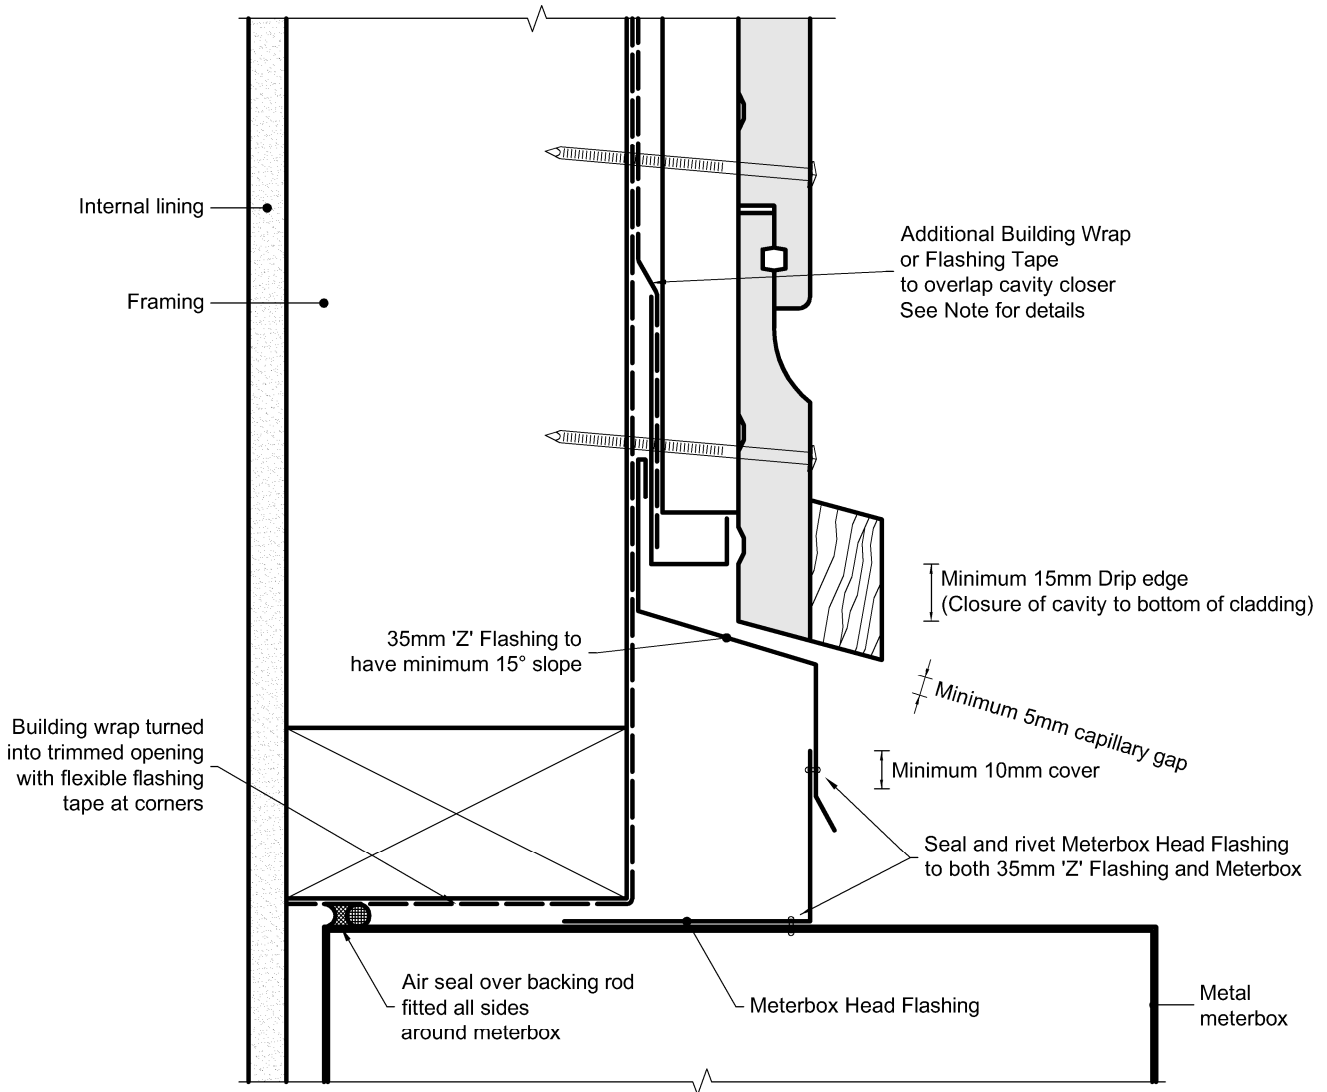 Internal lining
Framing
Additional Building Wrap
or Flashing Tape
to overlap cavity closer
See Note for details
Minimum 15mm Drip edge
(Closure of cavity to bottom of cladding)
35mm 'Z' Flashing to
have minimum 15° slope
Minimum 5mm capillary gap
Building wrap turned
into trimmed opening
with flexible flashing
tape at corners
Minimum 10mm cover
Seal and rivet Meterbox Head Flashing
to both 35mm 'Z' Flashing and Meterbox
Air seal over backing rod
fitted all sides
around meterbox
Meterbox Head Flashing
Metal
meterbox